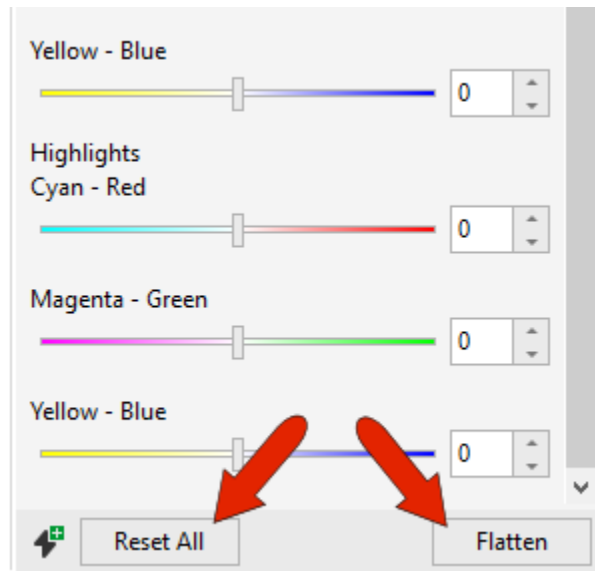 Yellow - Blue
0
Highlights
Cyan - Red
0
Magenta - Green
0
Yellow - Blue
0
Reset All Flatten